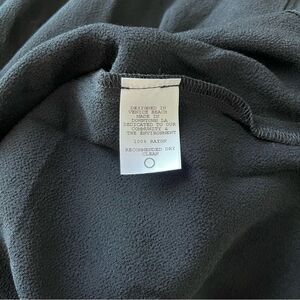 DESIGNED IN
VENICE BEACH
MADE IN
DOWNTOWN LA
DEDICATED TO OUR
COMMUNITY &
THE ENVIRONMENT
100% RAYON
RECOMMENDED DRY
CLEAN